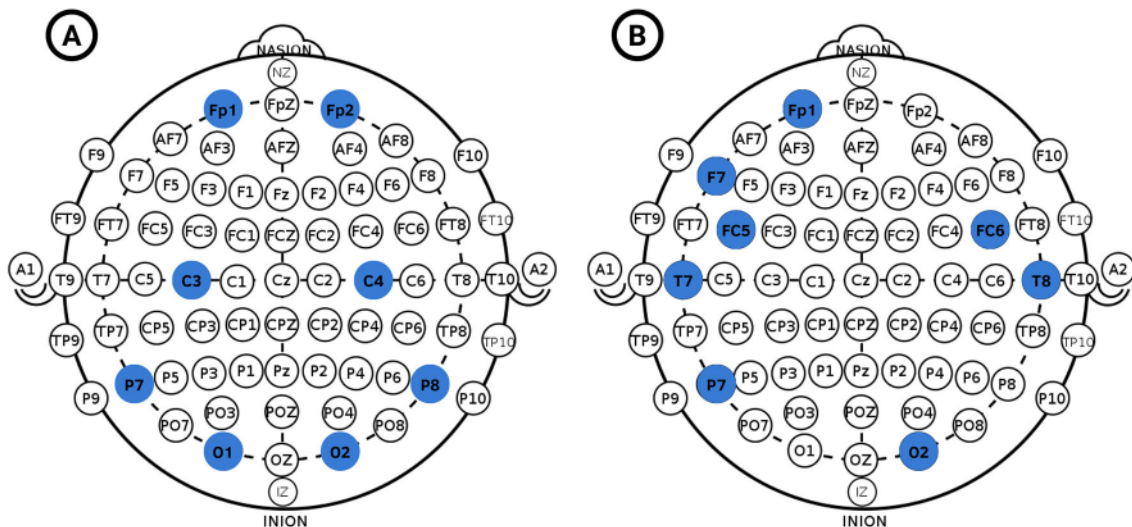 A
NASION
NZ
Fp1 FpZ Fp2
AF7 AF3 AFZ AF4 AF8
F9 F7 F5 F3 F1 Fz F2 F4 F6 F8 F10
FT9 FT7 FC5 FC3 FC1 FCZ FC2 FC4 FC6 FT8 FT10
A1 T9 T7 C5 C3 C1 Cz C2 C4 C6 T8 T10 A2
TP9 TP7 CP5 CP3 CP1 CPZ CP2 CP4 CP6 TP8 TP10
P9 P7 P5 P3 P1 Pz P2 P4 P6 P8 P10
PO7 PO3 POZ PO4 PO8
O1 OZ O2
IZ
INION
B
NASION
NZ
Fp1 FpZ Fp2
AF7 AF3 AFZ AF4 AF8
F9 F7 F5 F3 F1 Fz F2 F4 F6 F8 F10
FT9 FT7 FC5 FC3 FC1 FCZ FC2 FC4 FC6 FT8 FT10
A1 T9 T7 C5 C3 C1 Cz C2 C4 C6 T8 T10 A2
TP9 TP7 CP5 CP3 CP1 CPZ CP2 CP4 CP6 TP8 TP10
P9 P7 P5 P3 P1 Pz P2 P4 P6 P8 P10
PO7 PO3 POZ PO4 PO8
O1 OZ O2
IZ
INION